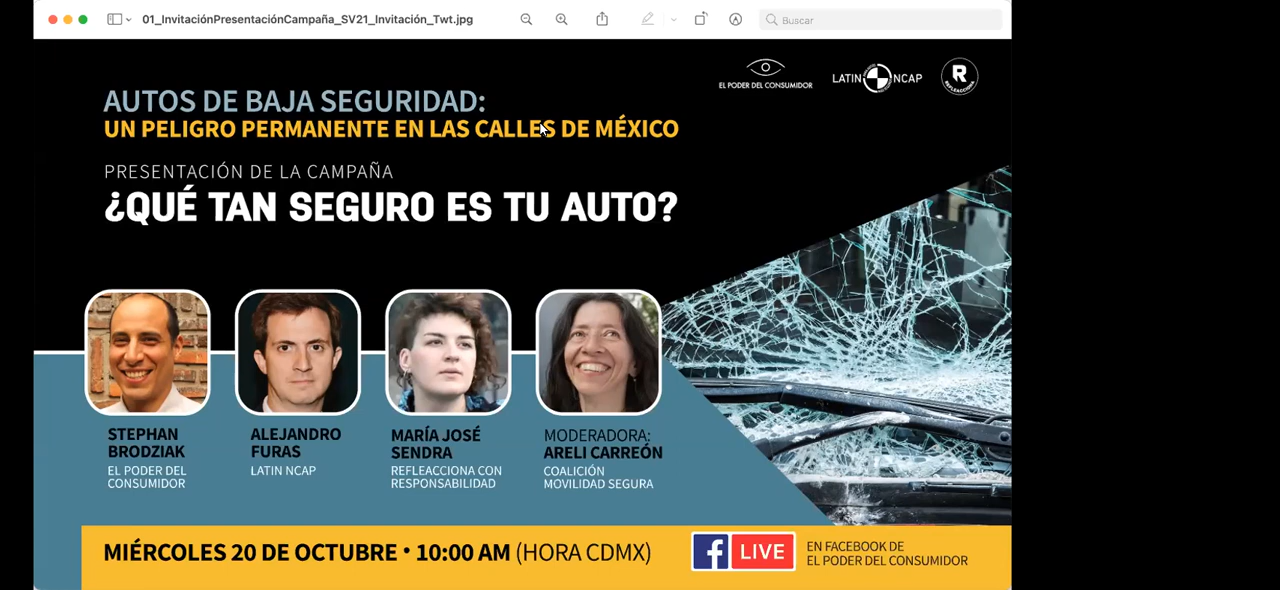 01_InvitaciónPresentaciónCampaña_SV21_Invitación_Twt.jpg
Buscar
EL PODER DEL CONSUMIDOR
LATIN NCAP
R
REFLEACCIONA
AUTOS DE BAJA SEGURIDAD:
UN PELIGRO PERMANENTE EN LAS CALLES DE MÉXICO
PRESENTACIÓN DE LA CAMPAÑA
¿QUÉ TAN SEGURO ES TU AUTO?
STEPHAN
BRODZIAK
EL PODER DEL
CONSUMIDOR
ALEJANDRO
FURAS
LATIN NCAP
MARÍA JOSÉ
SENDRA
REFLEACCIONA CON
RESPONSABILIDAD
MODERADORA:
ARELI CARREÓN
COALICIÓN
MOVILIDAD SEGURA
MIÉRCOLES 20 DE OCTUBRE • 10:00 AM (HORA CDMX)
f LIVE
EN FACEBOOK DE
EL PODER DEL CONSUMIDOR